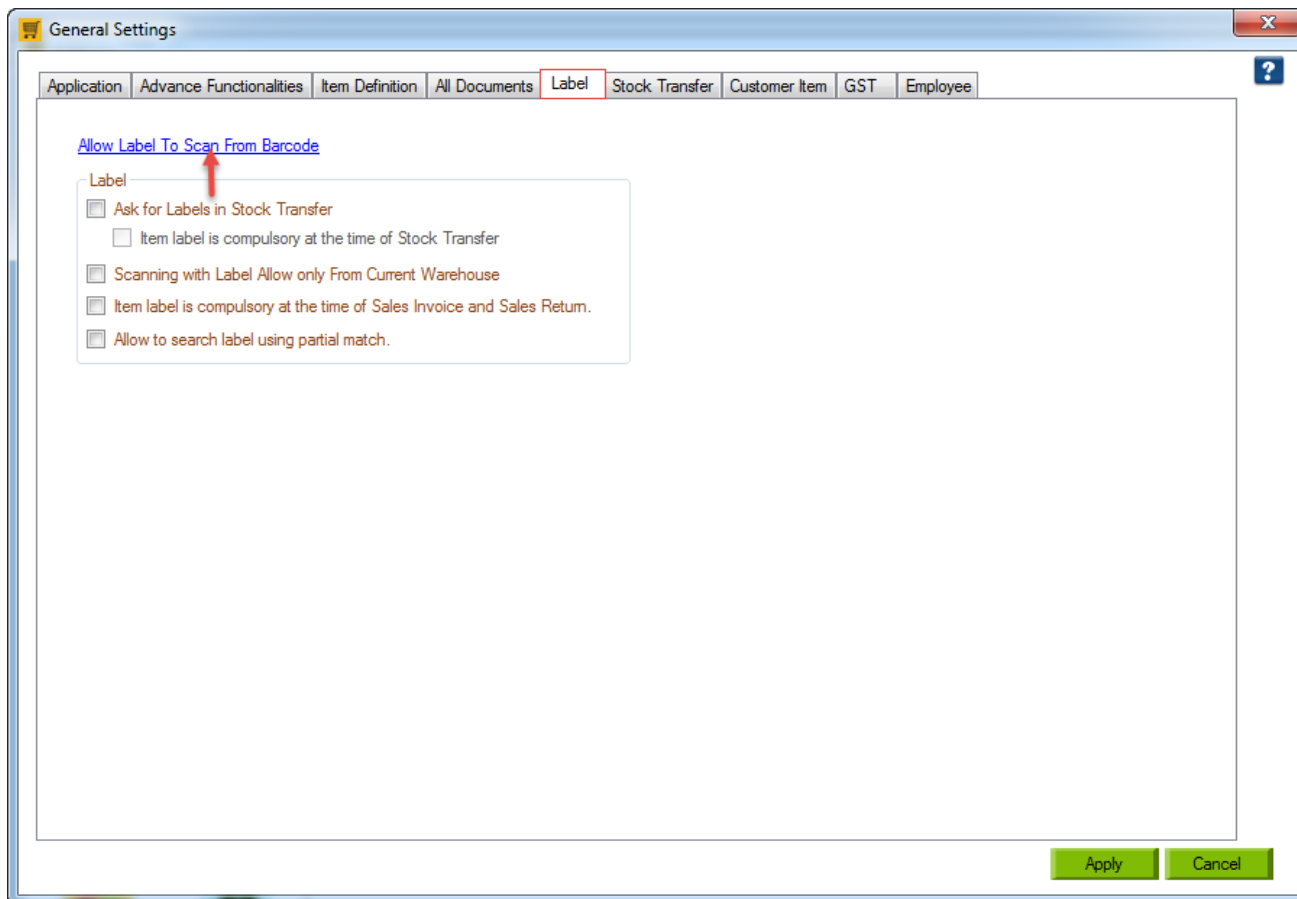 General Settings
x
?
Application Advance Functionalities Item Definition All Documents Label Stock Transfer Customer Item GST Employee
Allow Label To Scan From Barcode
Label
Ask for Labels in Stock Transfer
Item label is compulsory at the time of Stock Transfer
Scanning with Label Allow only From Current Warehouse
Item label is compulsory at the time of Sales Invoice and Sales Return.
Allow to search label using partial match.
Apply Cancel